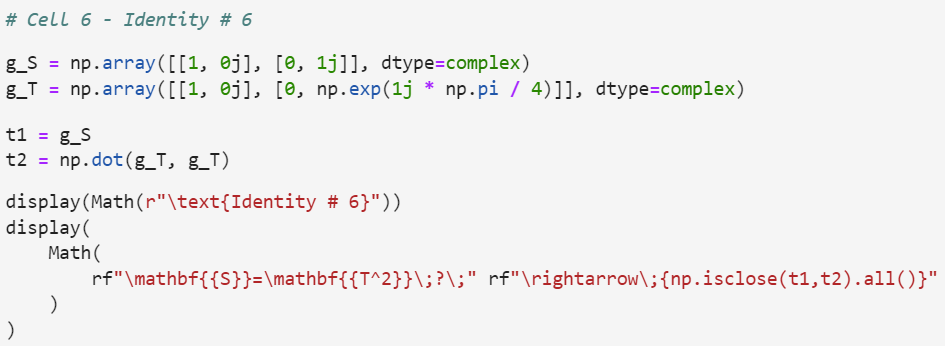 # Cell 6 - Identity # 6
g_S = np.array([[1, 0j], [0, 1j]], dtype=complex)
g_T = np.array([[1, 0j], [0, np.exp(1j * np.pi / 4)]], dtype=complex)
t1 = g_S
t2 = np.dot(g_T, g_T)
display(Math(r"\text{Identity # 6}"))
display(
    Math(
        rf"\mathbf{{S}}=\mathbf{{T^2}}\;?\;" rf"\rightarrow\;{np.isclose(t1,t2).all()}"
    )
)